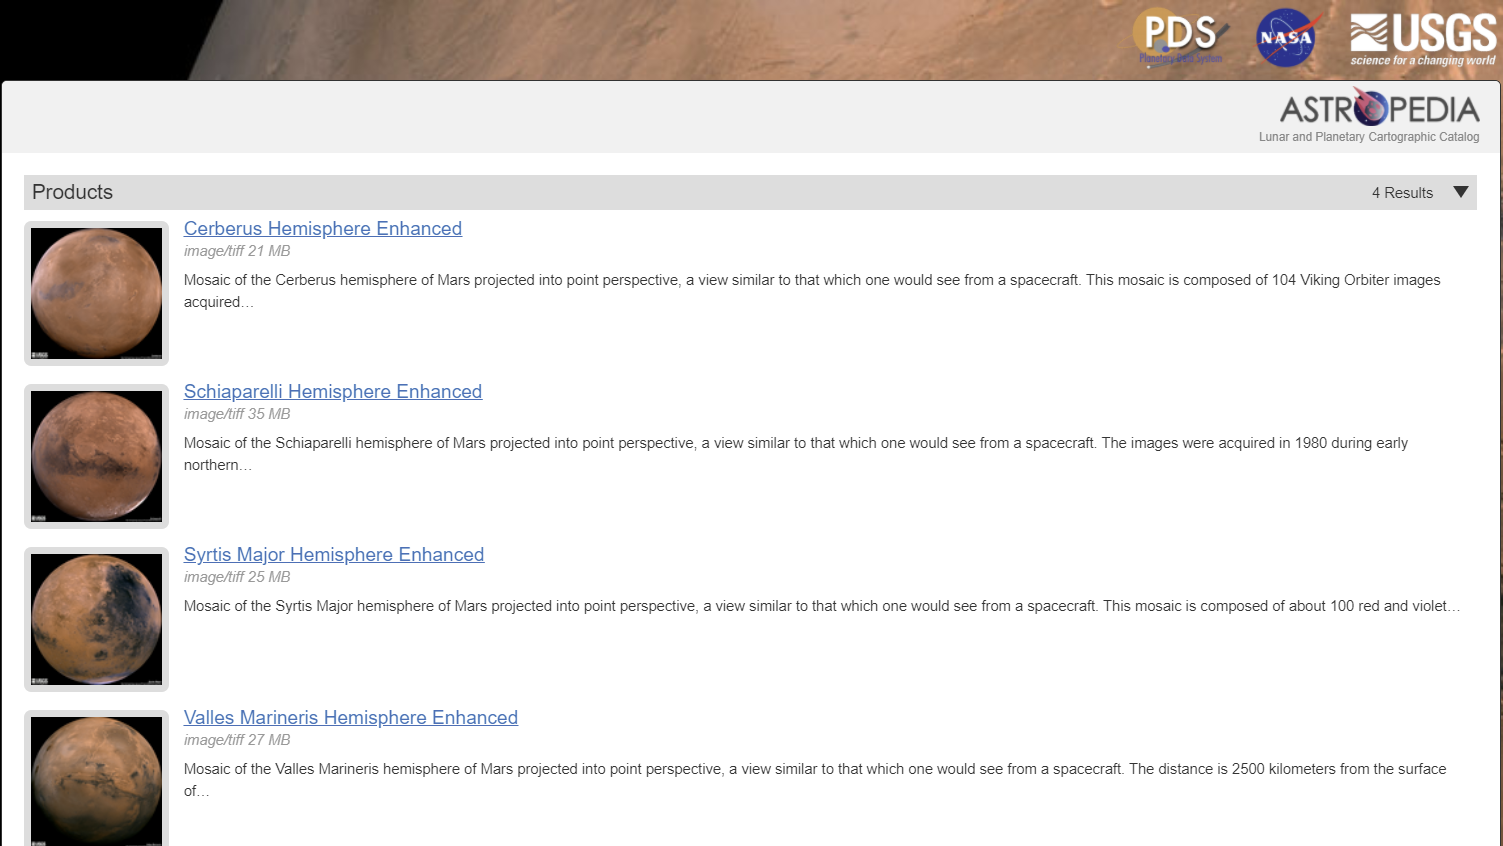 PDS
Planetary Data System
NASA
USGS
science for a changing world
ASTROPEDIA
Lunar and Planetary Cartographic Catalog
Products
4 Results
Cerberus Hemisphere Enhanced
image/tiff 21 MB
Mosaic of the Cerberus hemisphere of Mars projected into point perspective, a view similar to that which one would see from a spacecraft. This mosaic is composed of 104 Viking Orbiter images
acquired…
Schiaparelli Hemisphere Enhanced
image/tiff 35 MB
Mosaic of the Schiaparelli hemisphere of Mars projected into point perspective, a view similar to that which one would see from a spacecraft. The images were acquired in 1980 during early
northern…
Syrtis Major Hemisphere Enhanced
image/tiff 25 MB
Mosaic of the Syrtis Major hemisphere of Mars projected into point perspective, a view similar to that which one would see from a spacecraft. This mosaic is composed of about 100 red and violet…
Valles Marineris Hemisphere Enhanced
image/tiff 27 MB
Mosaic of the Valles Marineris hemisphere of Mars projected into point perspective, a view similar to that which one would see from a spacecraft. The distance is 2500 kilometers from the surface
of…